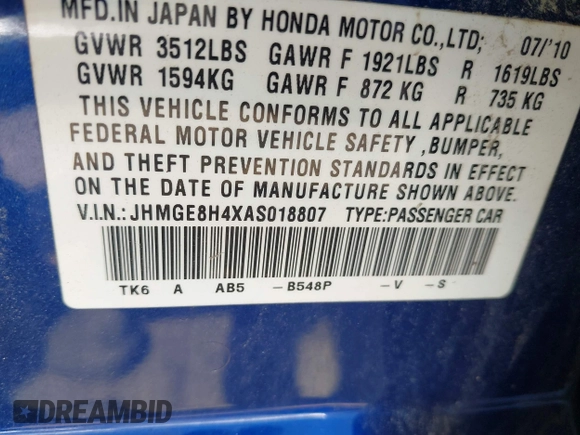 MFD.IN JAPAN BY HONDA MOTOR CO.,LTD; 07/'10
GVWR 3512LBS GAWR F 1921LBS R 1619LBS
GVWR 1594KG GAWR F 872 KG R 735 KG
THIS VEHICLE CONFORMS TO ALL APPLICABLE
FEDERAL MOTOR VEHICLE SAFETY ,BUMPER,
AND THEFT PREVENTION STANDARDS IN EFFECT
ON THE DATE OF MANUFACTURE SHOWN ABOVE.
V.I.N.: JHMGE8H4XAS018807 TYPE:PASSENGER CAR
TK6 A AB5 -B548P -V -S
DREAMBID